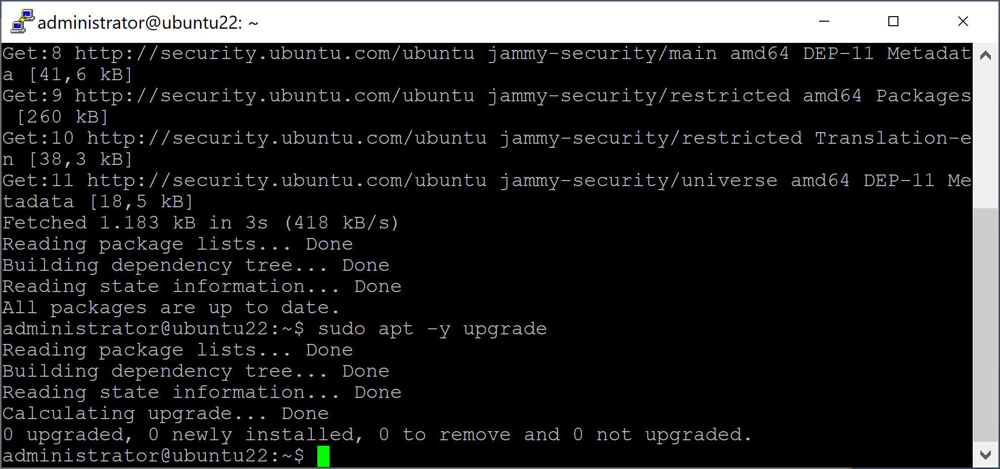 administrator@ubuntu22: ~
Get:8 http://security.ubuntu.com/ubuntu jammy-security/main amd64 DEP-11 Metadat
a [41,6 kB]
Get:9 http://security.ubuntu.com/ubuntu jammy-security/restricted amd64 Packages
 [260 kB]
Get:10 http://security.ubuntu.com/ubuntu jammy-security/restricted Translation-e
n [38,3 kB]
Get:11 http://security.ubuntu.com/ubuntu jammy-security/universe amd64 DEP-11 Me
tadata [18,5 kB]
Fetched 1.183 kB in 3s (418 kB/s)
Reading package lists... Done
Building dependency tree... Done
Reading state information... Done
All packages are up to date.
administrator@ubuntu22:~$ sudo apt -y upgrade
Reading package lists... Done
Building dependency tree... Done
Reading state information... Done
Calculating upgrade... Done
0 upgraded, 0 newly installed, 0 to remove and 0 not upgraded.
administrator@ubuntu22:~$